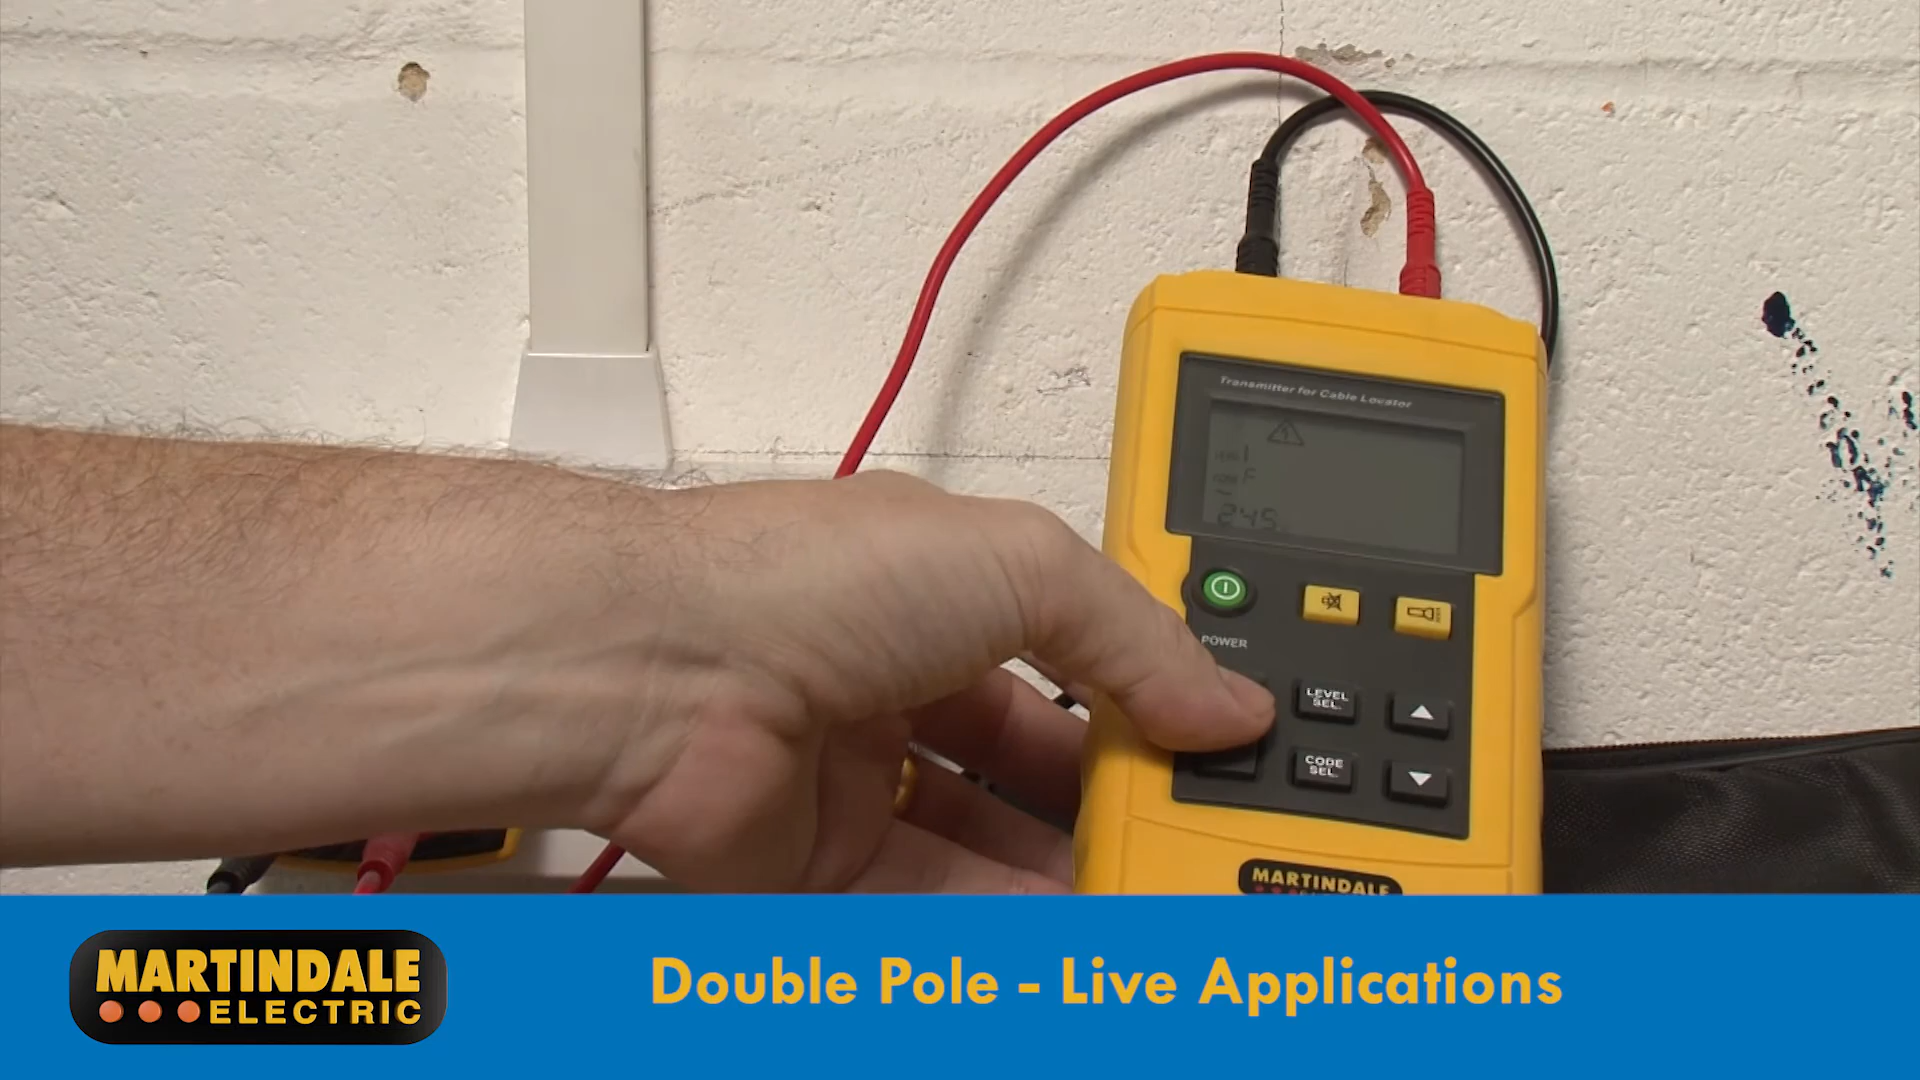 Transmitter for Cable Locator
1
F
245
POWER
LEVEL
SEL.
CODE
SEL.
MARTINDALE
MARTINDALE
ELECTRIC
Double Pole - Live Applications